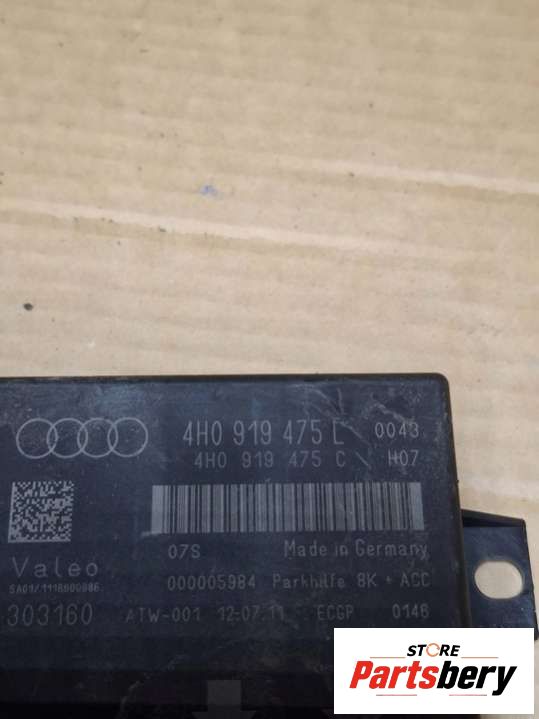 4H0 919 475 L 0043
4H0 919 475 C H07
07S Made in Germany
Valeo 000005984 Parkhilfe 8K + ACC
303160 ATW-001 12.07.11 ECGP 0146
STORE
Partsbery